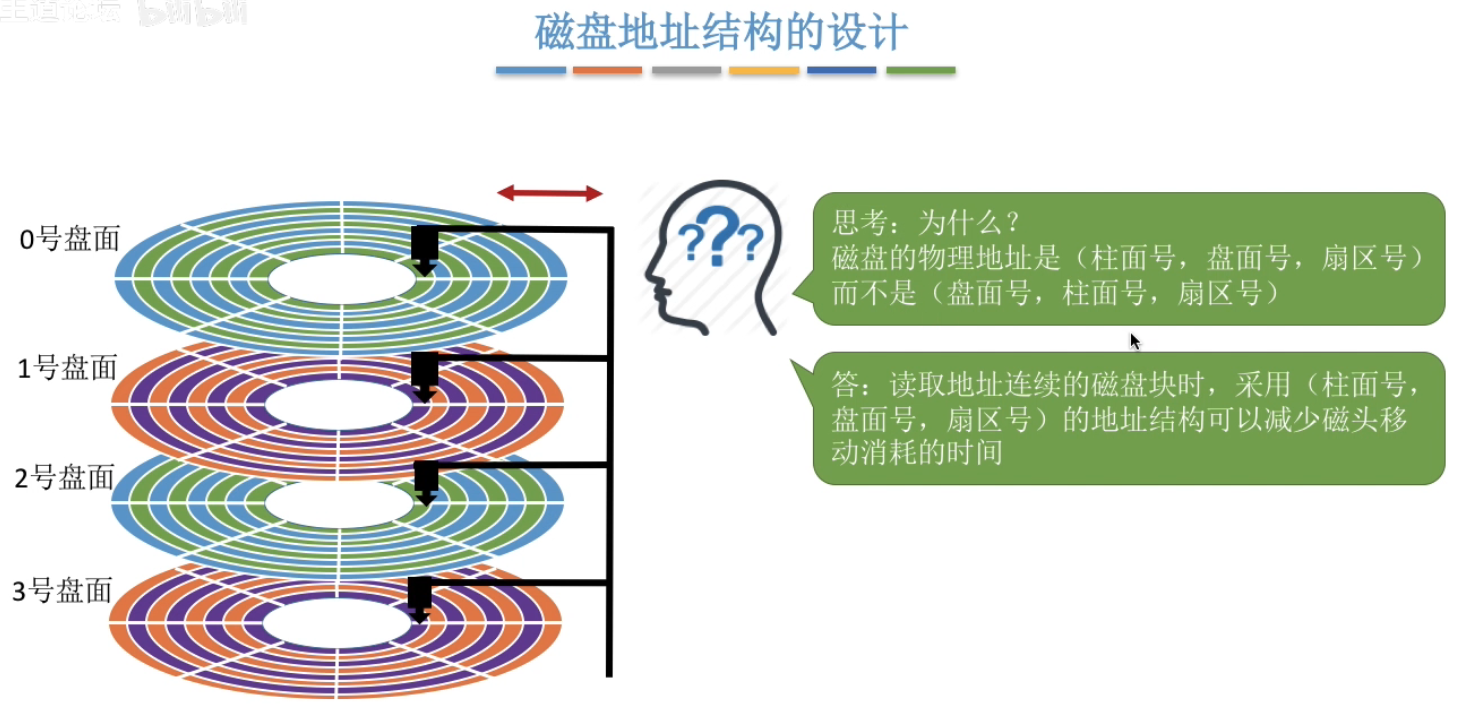 王道论坛 bilibili
磁盘地址结构的设计
0号盘面
1号盘面
2号盘面
3号盘面
???
思考：为什么？
磁盘的物理地址是（柱面号，盘面号，扇区号）
而不是（盘面号，柱面号，扇区号）
答：读取地址连续的磁盘块时，采用（柱面号，
盘面号，扇区号）的地址结构可以减少磁头移
动消耗的时间